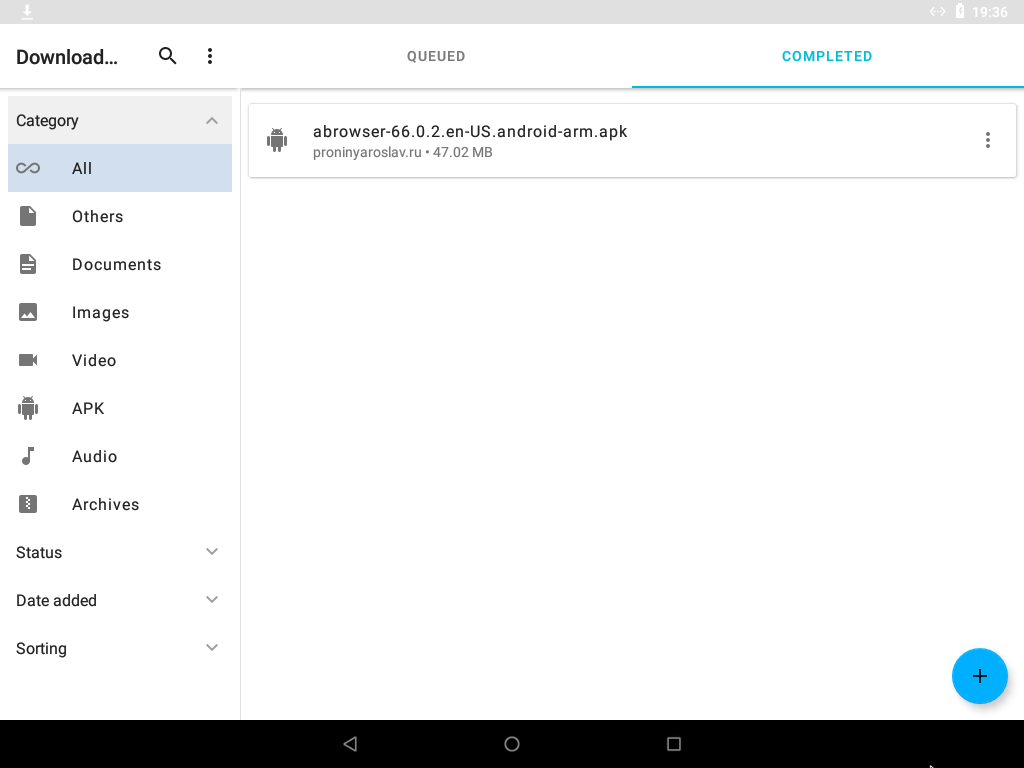 19:36
Download…
QUEUED
COMPLETED
Category
All
Others
Documents
Images
Video
APK
Audio
Archives
Status
Date added
Sorting
abrowser-66.0.2.en-US.android-arm.apk
proninyaroslav.ru • 47.02 MB